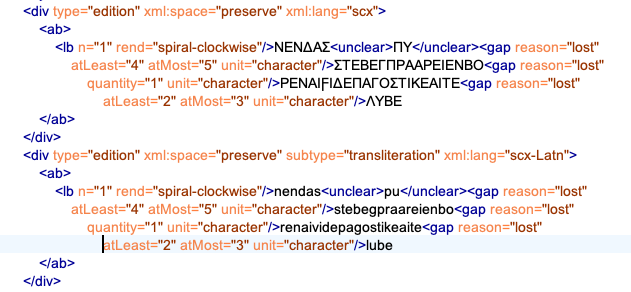 <div type="edition" xml:space="preserve" xml:lang="scx">
<ab>
<lb n="1" rend="spiral-clockwise"/>ΝΕΝΔΑΣ<unclear>ΠΥ</unclear><gap reason="lost"
atLeast="4" atMost="5" unit="character"/>ΣΤΕΒΕΓΠΡΑΑΡΕΙΕΝΒΟ<gap reason="lost"
quantity="1" unit="character"/>ΡΕΝΑΙϜΙΔΕΠΑΓΟΣΤΙΚΕΑΙΤΕ<gap reason="lost"
atLeast="2" atMost="3" unit="character"/>ΛΥΒΕ
</ab>
</div>
<div type="edition" xml:space="preserve" subtype="transliteration" xml:lang="scx-Latn">
<ab>
<lb n="1" rend="spiral-clockwise"/>nendas<unclear>pu</unclear><gap reason="lost"
atLeast="4" atMost="5" unit="character"/>stebegpraareienbo<gap reason="lost"
quantity="1" unit="character"/>renaividepagostikeaite<gap reason="lost"
atLeast="2" atMost="3" unit="character"/>lube
</ab>
</div>